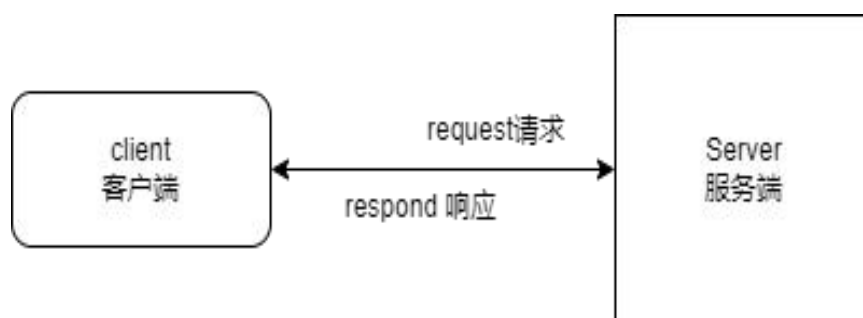 client
客户端
request请求
respond 响应
Server
服务端